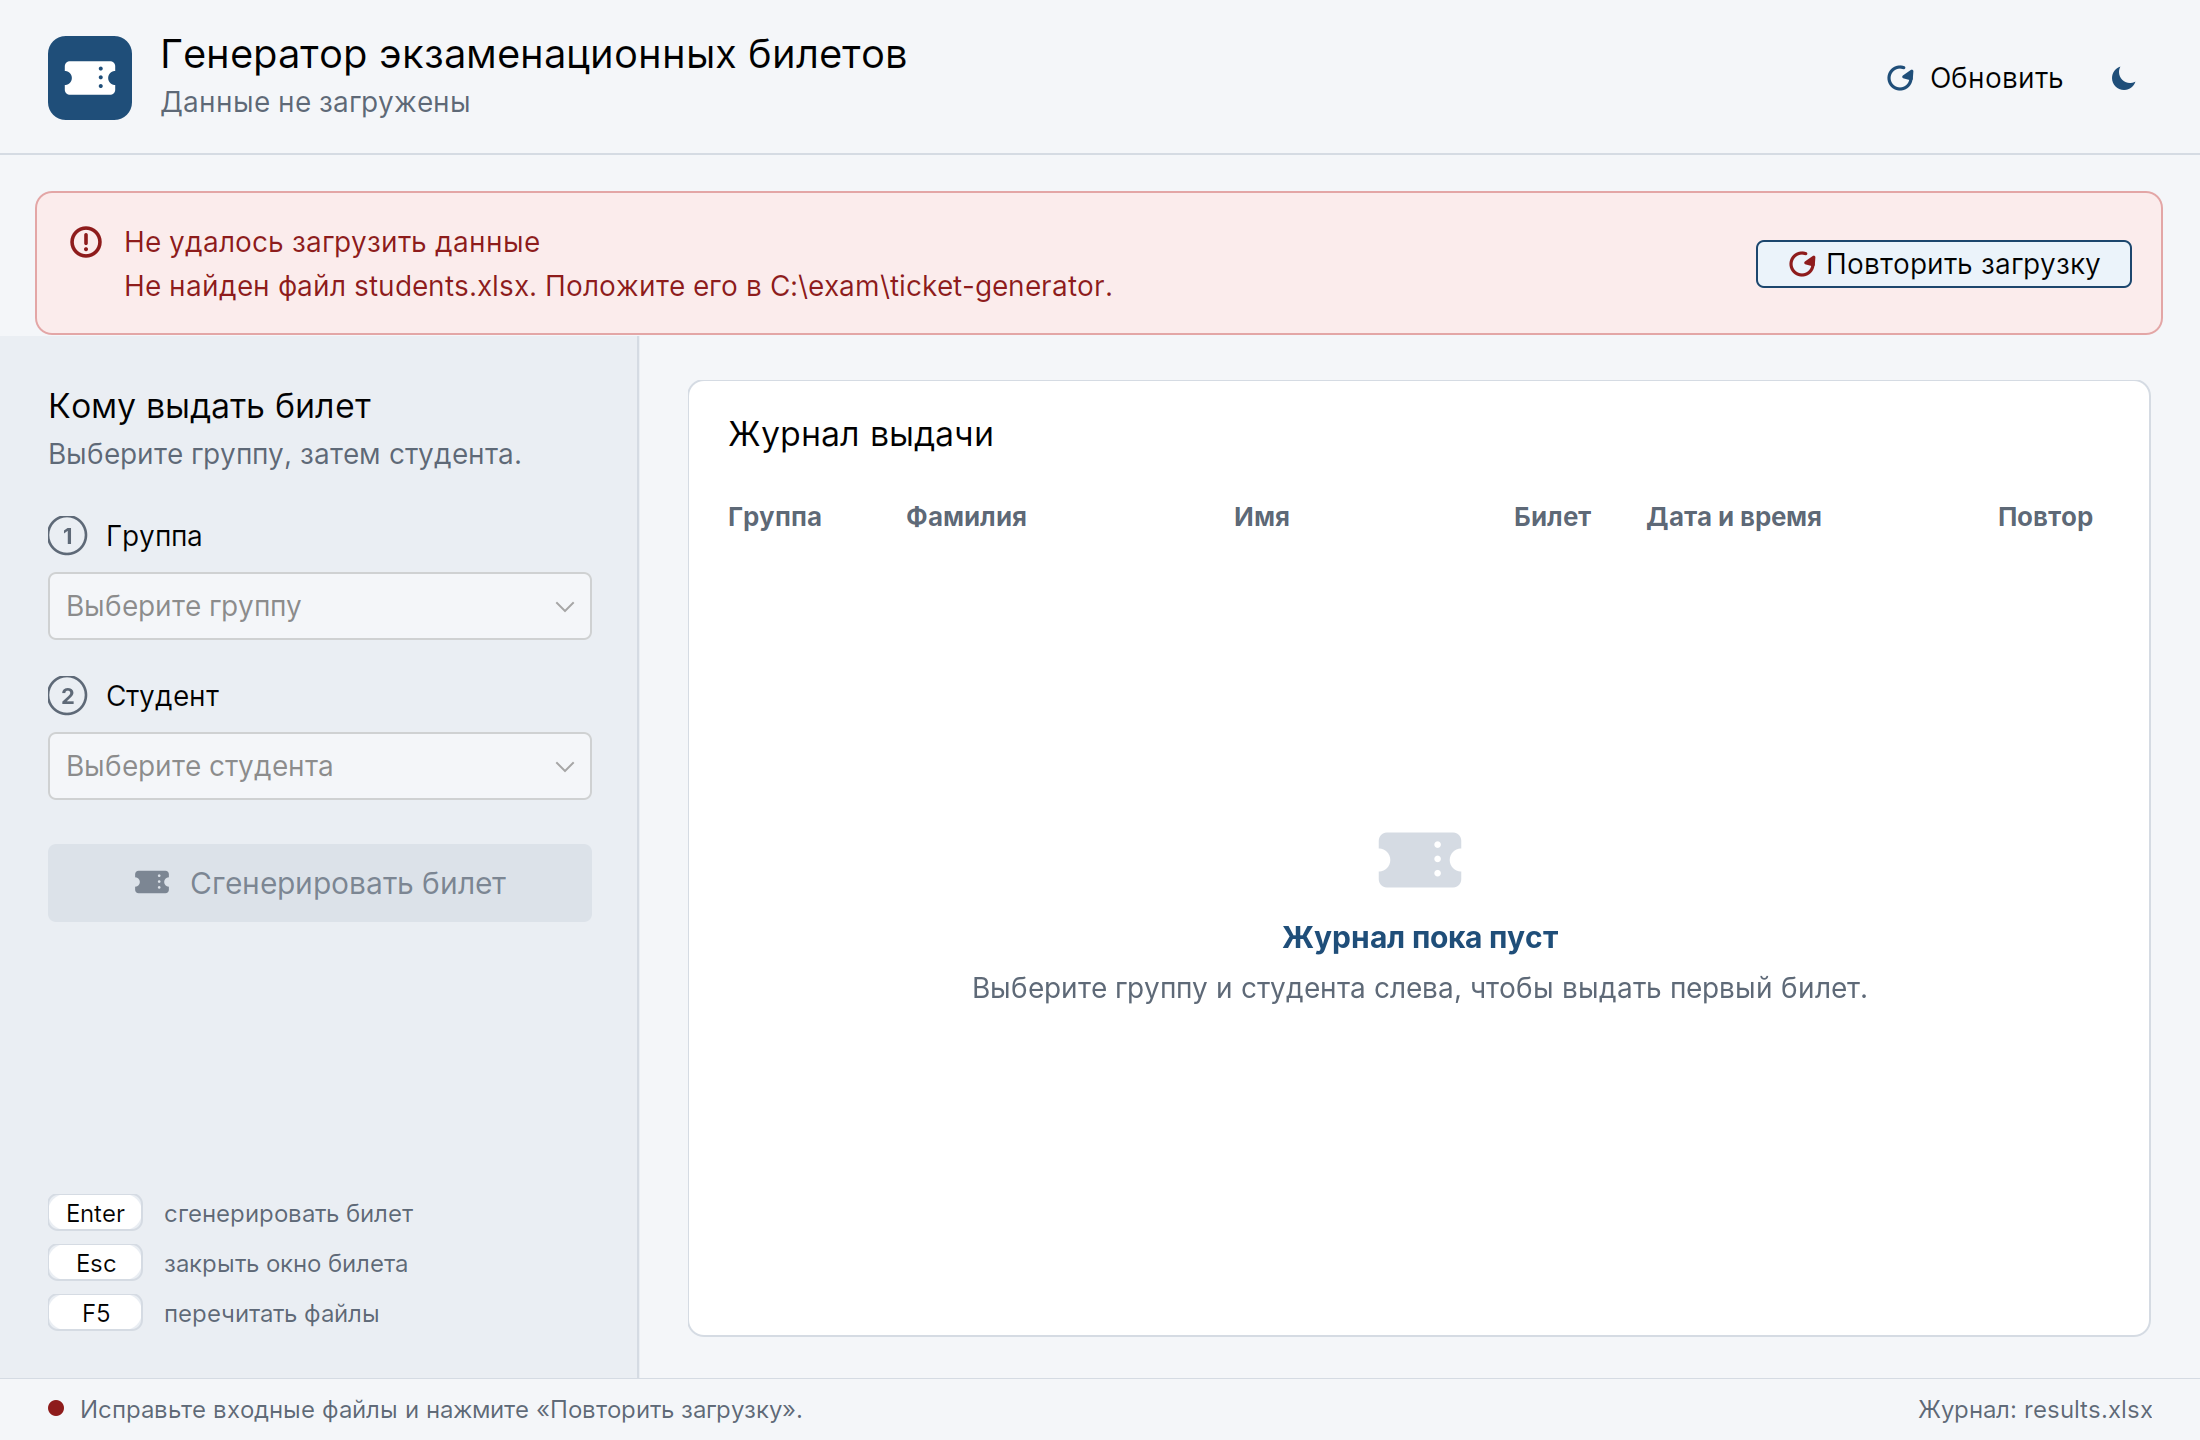 Генератор экзаменационных билетов
Данные не загружены
Обновить
Не удалось загрузить данные
Не найден файл students.xlsx. Положите его в C:\exam\ticket-generator.
Повторить загрузку
Кому выдать билет
Выберите группу, затем студента.
1 Группа
Выберите группу
2 Студент
Выберите студента
Сгенерировать билет
Enter сгенерировать билет
Esc закрыть окно билета
F5 перечитать файлы
Журнал выдачи
Группа Фамилия Имя Билет Дата и время Повтор
Журнал пока пуст
Выберите группу и студента слева, чтобы выдать первый билет.
Исправьте входные файлы и нажмите «Повторить загрузку».
Журнал: results.xlsx